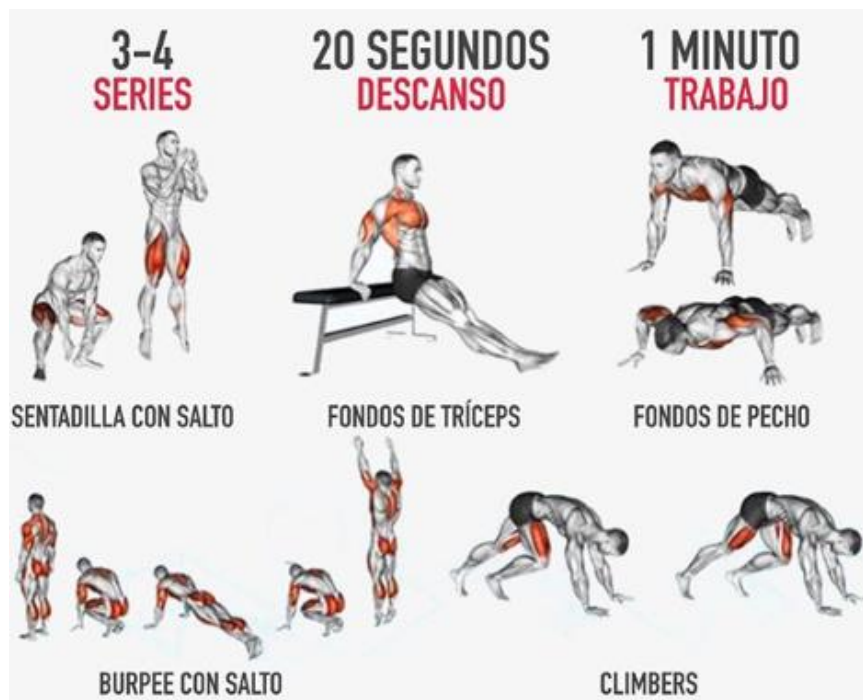 3-4
SERIES
20 SEGUNDOS
DESCANSO
1 MINUTO
TRABAJO
SENTADILLA CON SALTO
FONDOS DE TRÍCEPS
FONDOS DE PECHO
BURPEE CON SALTO
CLIMBERS